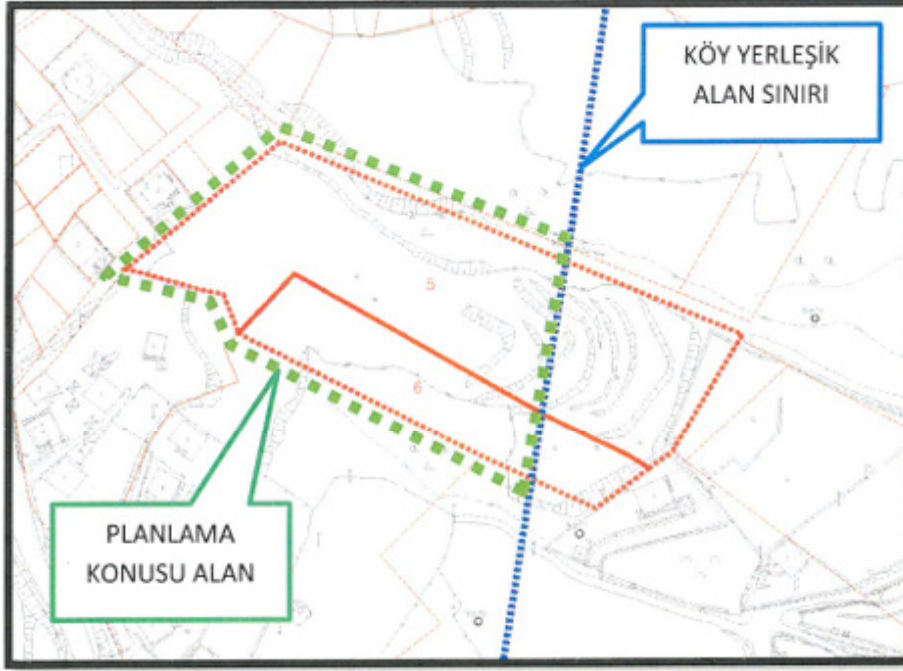 KÖY YERLEŞİK
ALAN SINIRI
5
6
PLANLAMA
KONUSU ALAN